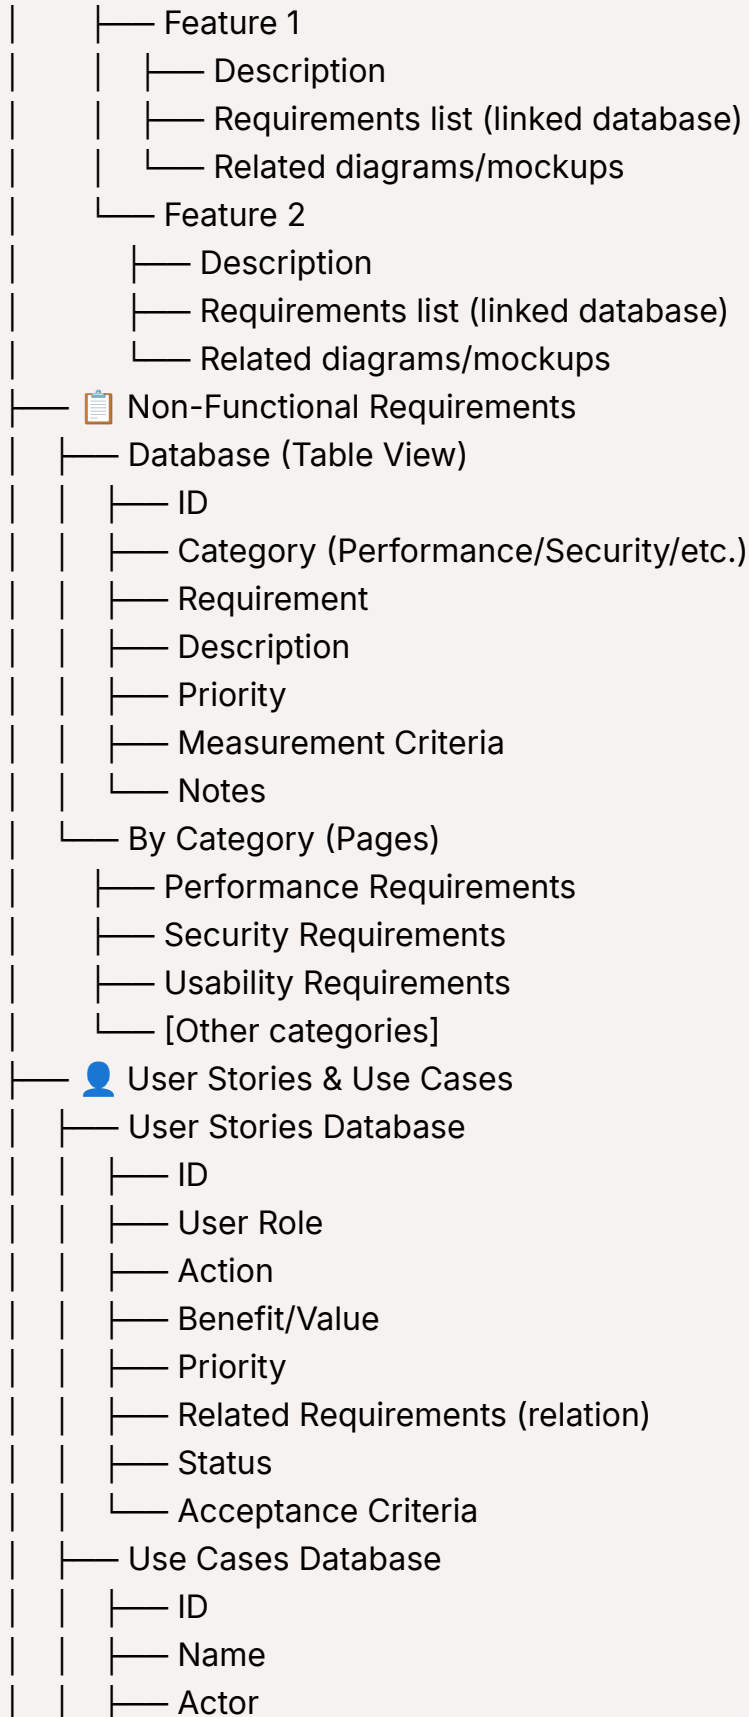 │       ├── Feature 1
│       │   ├── Description
│       │   ├── Requirements list (linked database)
│       │   └── Related diagrams/mockups
│       └── Feature 2
│           ├── Description
│           ├── Requirements list (linked database)
│           └── Related diagrams/mockups
├── 📋 Non-Functional Requirements
│   ├── Database (Table View)
│   │   ├── ID
│   │   ├── Category (Performance/Security/etc.)
│   │   ├── Requirement
│   │   ├── Description
│   │   ├── Priority
│   │   ├── Measurement Criteria
│   │   └── Notes
│   └── By Category (Pages)
│       ├── Performance Requirements
│       ├── Security Requirements
│       ├── Usability Requirements
│       └── [Other categories]
├── 👤 User Stories & Use Cases
│   ├── User Stories Database
│   │   ├── ID
│   │   ├── User Role
│   │   ├── Action
│   │   ├── Benefit/Value
│   │   ├── Priority
│   │   ├── Related Requirements (relation)
│   │   ├── Status
│   │   └── Acceptance Criteria
│   ├── Use Cases Database
│   │   ├── ID
│   │   ├── Name
│   │   ├── Actor